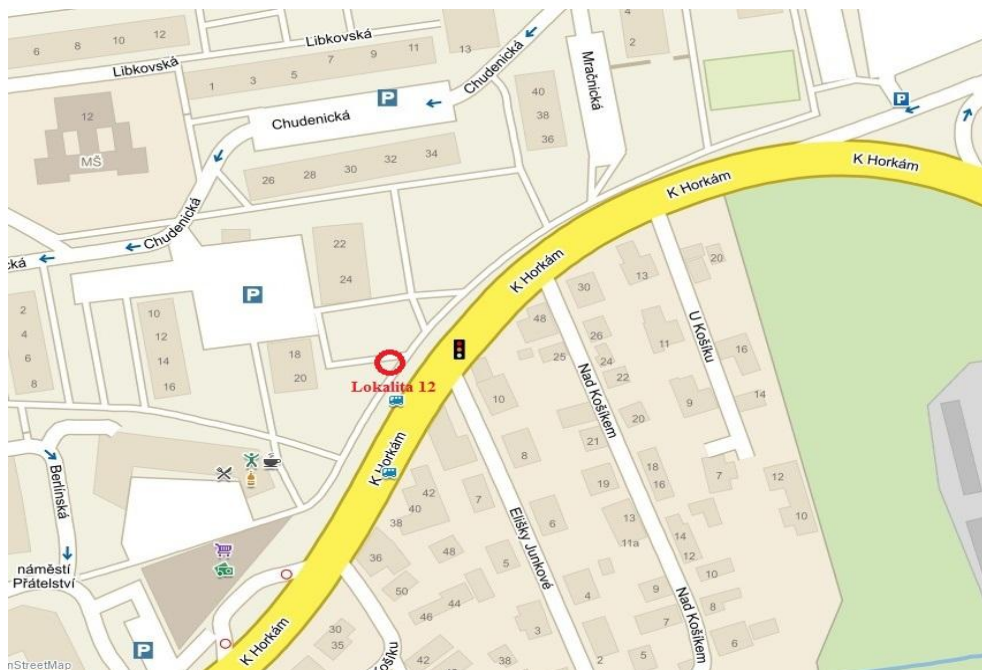 6 8 10 12
Libkovská
Libkovská
1 3 5 7 9 11
13
Chudenická
Mračnická
4
2
P
Chudenická
12
MŠ
40
38
36
P
26 28 30 32 34
K Horkám
K Horkám
Chudenická
cká
22
24
K Horkám
13
20
30
P
2
4
6
8
10
12
14
16
18
20
48
25
26
24
22
11
16
U Košíku
Lokalita 12
Nad Košíkem
10
9
14
20
K Horkám
8
21
Berlínská
42
40
38
7
19
18
16
7
12
10
Elišky Junkové
6
13
11a
14
12
náměstí
Přátelství
36
48
5
50
44
46
4
9
10
8
7
Nad Košíkem
6
P
K Horkám
30
35
Košíku
3
42
38
2
5
nStreetMap